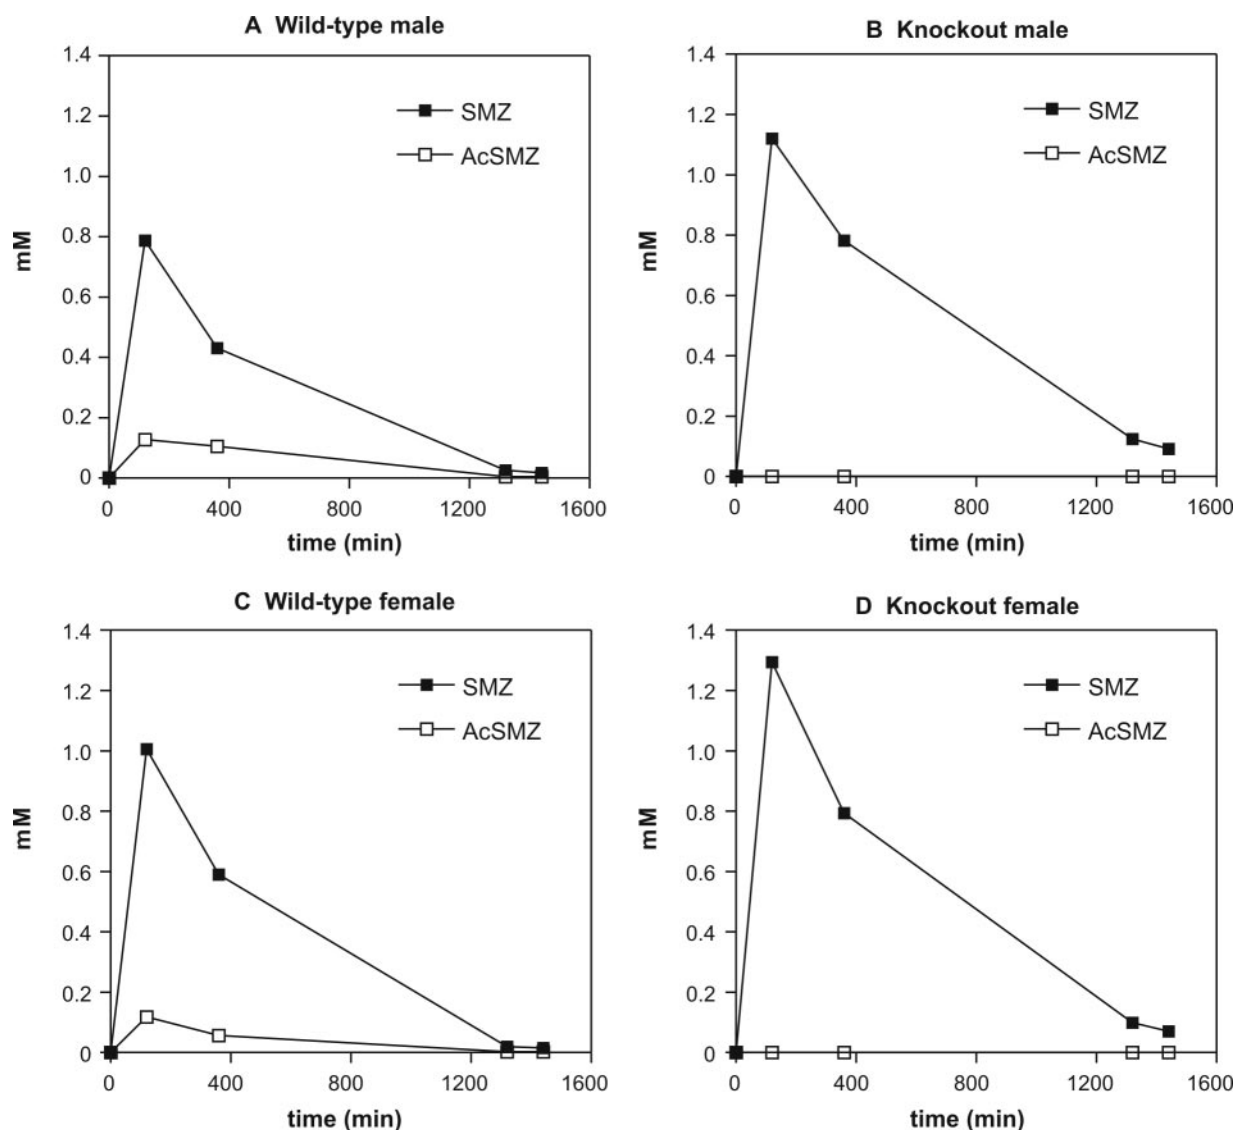 A Wild-type male
1.4
1.2
1.0
0.8
0.6
0.4
0.2
0
mM
SMZ
AcSMZ
0 400 800 1200 1600
time (min)
B Knockout male
1.4
1.2
1.0
0.8
0.6
0.4
0.2
0
mM
SMZ
AcSMZ
0 400 800 1200 1600
time (min)
C Wild-type female
1.4
1.2
1.0
0.8
0.6
0.4
0.2
0
mM
SMZ
AcSMZ
0 400 800 1200 1600
time (min)
D Knockout female
1.4
1.2
1.0
0.8
0.6
0.4
0.2
0
mM
SMZ
AcSMZ
0 400 800 1200 1600
time (min)